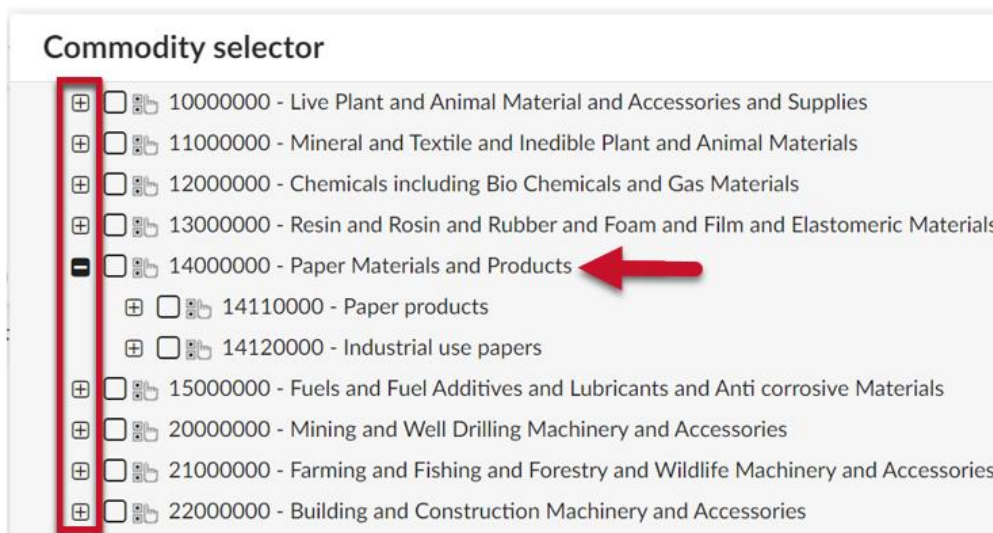 Commodity selector
10000000 - Live Plant and Animal Material and Accessories and Supplies
11000000 - Mineral and Textile and Inedible Plant and Animal Materials
12000000 - Chemicals including Bio Chemicals and Gas Materials
13000000 - Resin and Rosin and Rubber and Foam and Film and Elastomeric Materials
14000000 - Paper Materials and Products
14110000 - Paper products
14120000 - Industrial use papers
15000000 - Fuels and Fuel Additives and Lubricants and Anti corrosive Materials
20000000 - Mining and Well Drilling Machinery and Accessories
21000000 - Farming and Fishing and Forestry and Wildlife Machinery and Accessories
22000000 - Building and Construction Machinery and Accessories